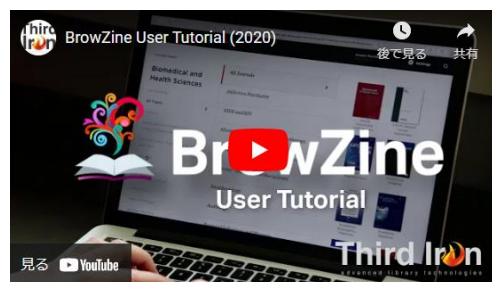 Third
Iron
BrowZine User Tutorial (2020)
後で見る
共有
Biomedical and
Health Sciences
All Journals
BrowZine
User Tutorial
Third Iron
advanced library technologies
見る
YouTube